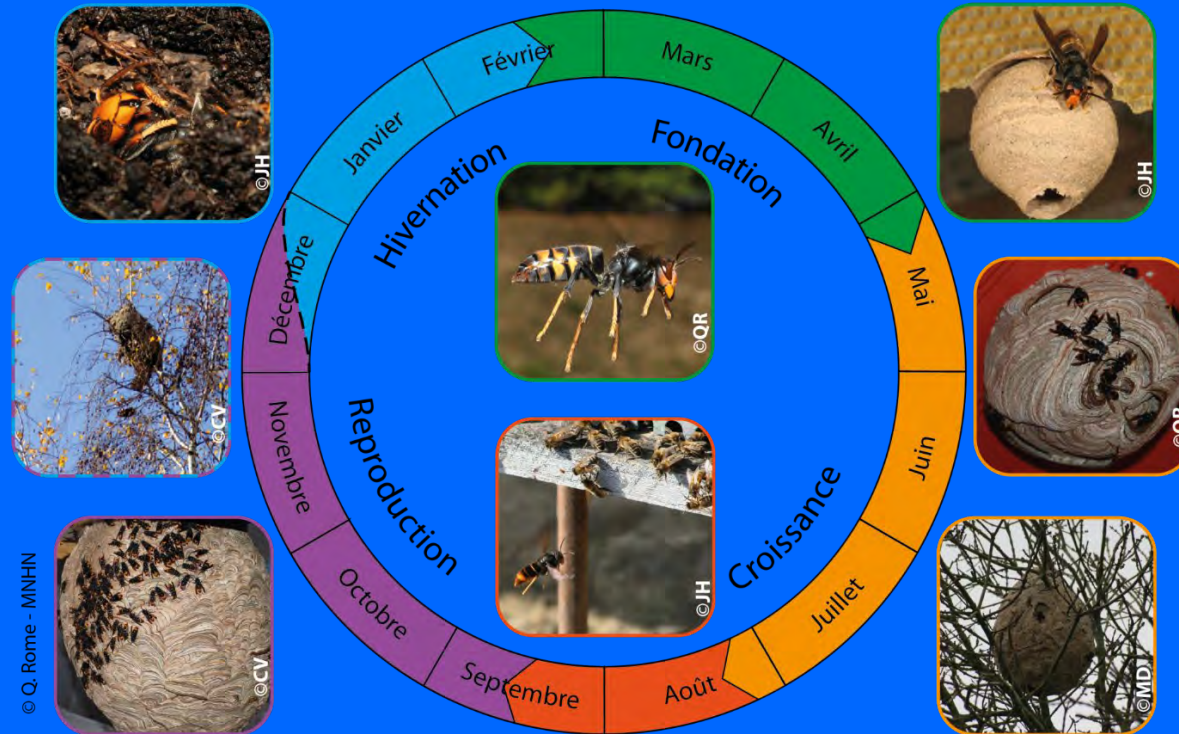 Janvier
Février
Mars
Avril
Mai
Juin
Juillet
Août
Septembre
Octobre
Novembre
Décembre
Hivernation
Fondation
Croissance
Reproduction
©JH
©CV
©CV
©QR
©JH
©JH
©QR
©MD
© Q. Rome - MNHN